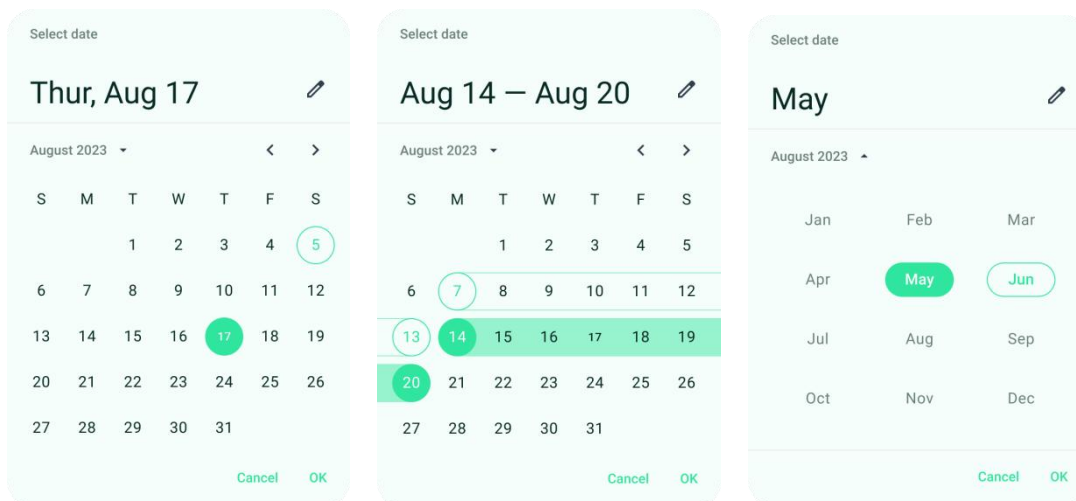 Select date
Thur, Aug 17
August 2023
S M T W T F S
1 2 3 4 5
6 7 8 9 10 11 12
13 14 15 16 17 18 19
20 21 22 23 24 25 26
27 28 29 30 31
Cancel OK
Select date
Aug 14 — Aug 20
August 2023
S M T W T F S
1 2 3 4 5
6 7 8 9 10 11 12
13 14 15 16 17 18 19
20 21 22 23 24 25 26
27 28 29 30 31
Cancel OK
Select date
May
August 2023
Jan Feb Mar
Apr May Jun
Jul Aug Sep
Oct Nov Dec
Cancel OK